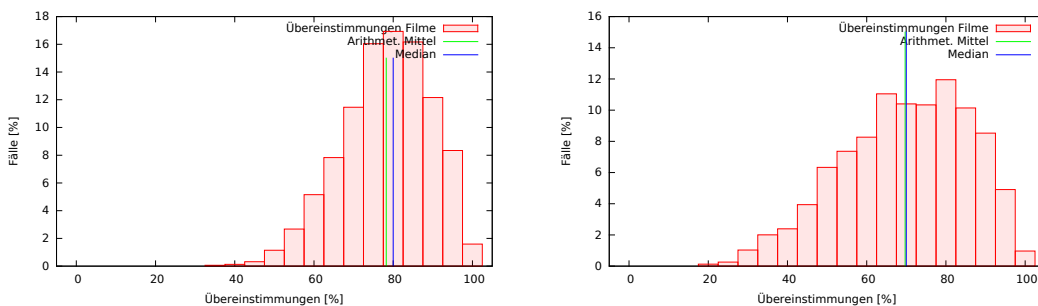 18
16
14
12
10
8
6
4
2
0
Fälle [%]
Übereinstimmungen Filme
Arithmet. Mittel
Median
0 20 40 60 80 100
Übereinstimmungen [%]
16
14
12
10
8
6
4
2
0
Fälle [%]
Übereinstimmungen Filme
Arithmet. Mittel
Median
0 20 40 60 80 100
Übereinstimmungen [%]